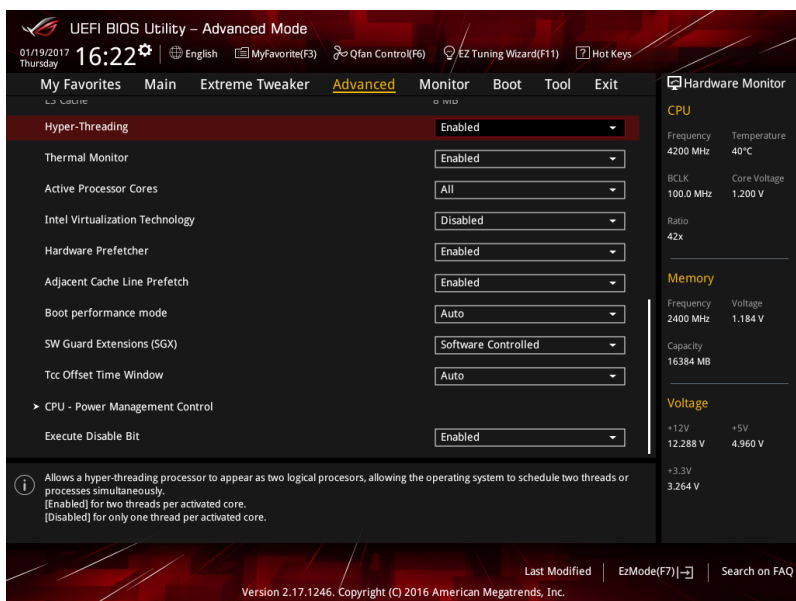 UEFI BIOS Utility – Advanced Mode
01/19/2017 Thursday 16:22 English MyFavorite(F3) Qfan Control(F6) EZ Tuning Wizard(F11) ? Hot Keys
My Favorites Main Extreme Tweaker Advanced Monitor Boot Tool Exit
L3 Cache 8 MB
Hyper-Threading Enabled
Thermal Monitor Enabled
Active Processor Cores All
Intel Virtualization Technology Disabled
Hardware Prefetcher Enabled
Adjacent Cache Line Prefetch Enabled
Boot performance mode Auto
SW Guard Extensions (SGX) Software Controlled
Tcc Offset Time Window Auto
CPU - Power Management Control
Execute Disable Bit Enabled
i
Allows a hyper-threading processor to appear as two logical procesors, allowing the operating system to schedule two threads or
processes simultaneously.
[Enabled] for two threads per activated core.
[Disabled] for only one thread per activated core.
Hardware Monitor
CPU
Frequency Temperature
4200 MHz 40°C
BCLK Core Voltage
100.0 MHz 1.200 V
Ratio
42x
Memory
Frequency Voltage
2400 MHz 1.184 V
Capacity
16384 MB
Voltage
+12V +5V
12.288 V 4.960 V
+3.3V
3.264 V
Last Modified EzMode(F7) Search on FAQ
Version 2.17.1246. Copyright (C) 2016 American Megatrends, Inc.